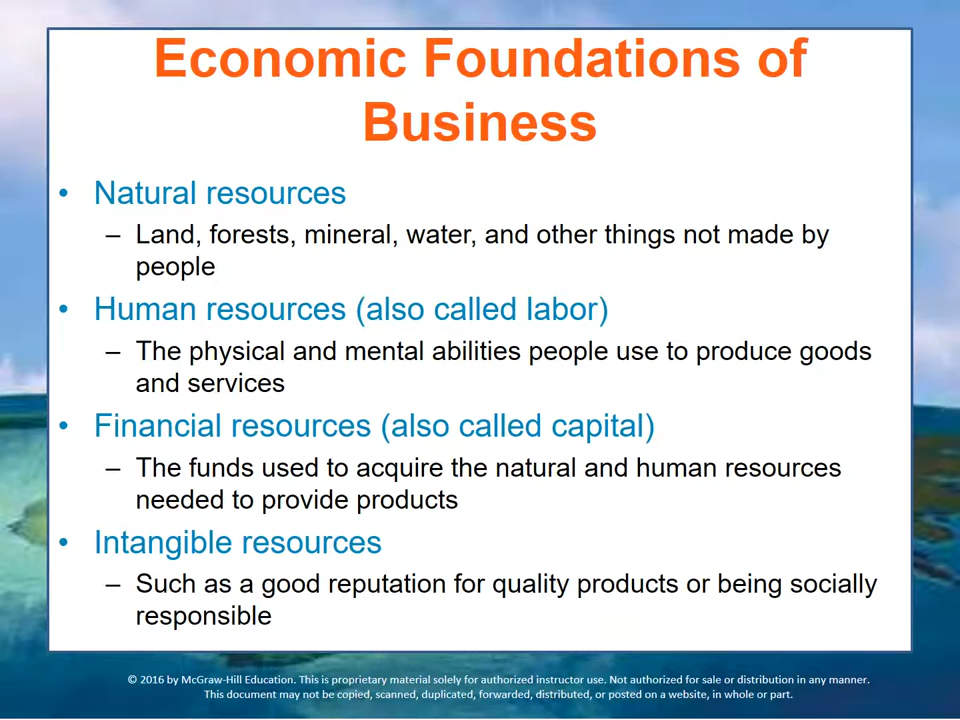 Economic Foundations of
Business
• Natural resources
– Land, forests, mineral, water, and other things not made by
people
• Human resources (also called labor)
– The physical and mental abilities people use to produce goods
and services
• Financial resources (also called capital)
– The funds used to acquire the natural and human resources
needed to provide products
• Intangible resources
– Such as a good reputation for quality products or being socially
responsible
© 2016 by McGraw-Hill Education. This is proprietary material solely for authorized instructor use. Not authorized for sale or distribution in any manner.
This document may not be copied, scanned, duplicated, forwarded, distributed, or posted on a website, in whole or part.